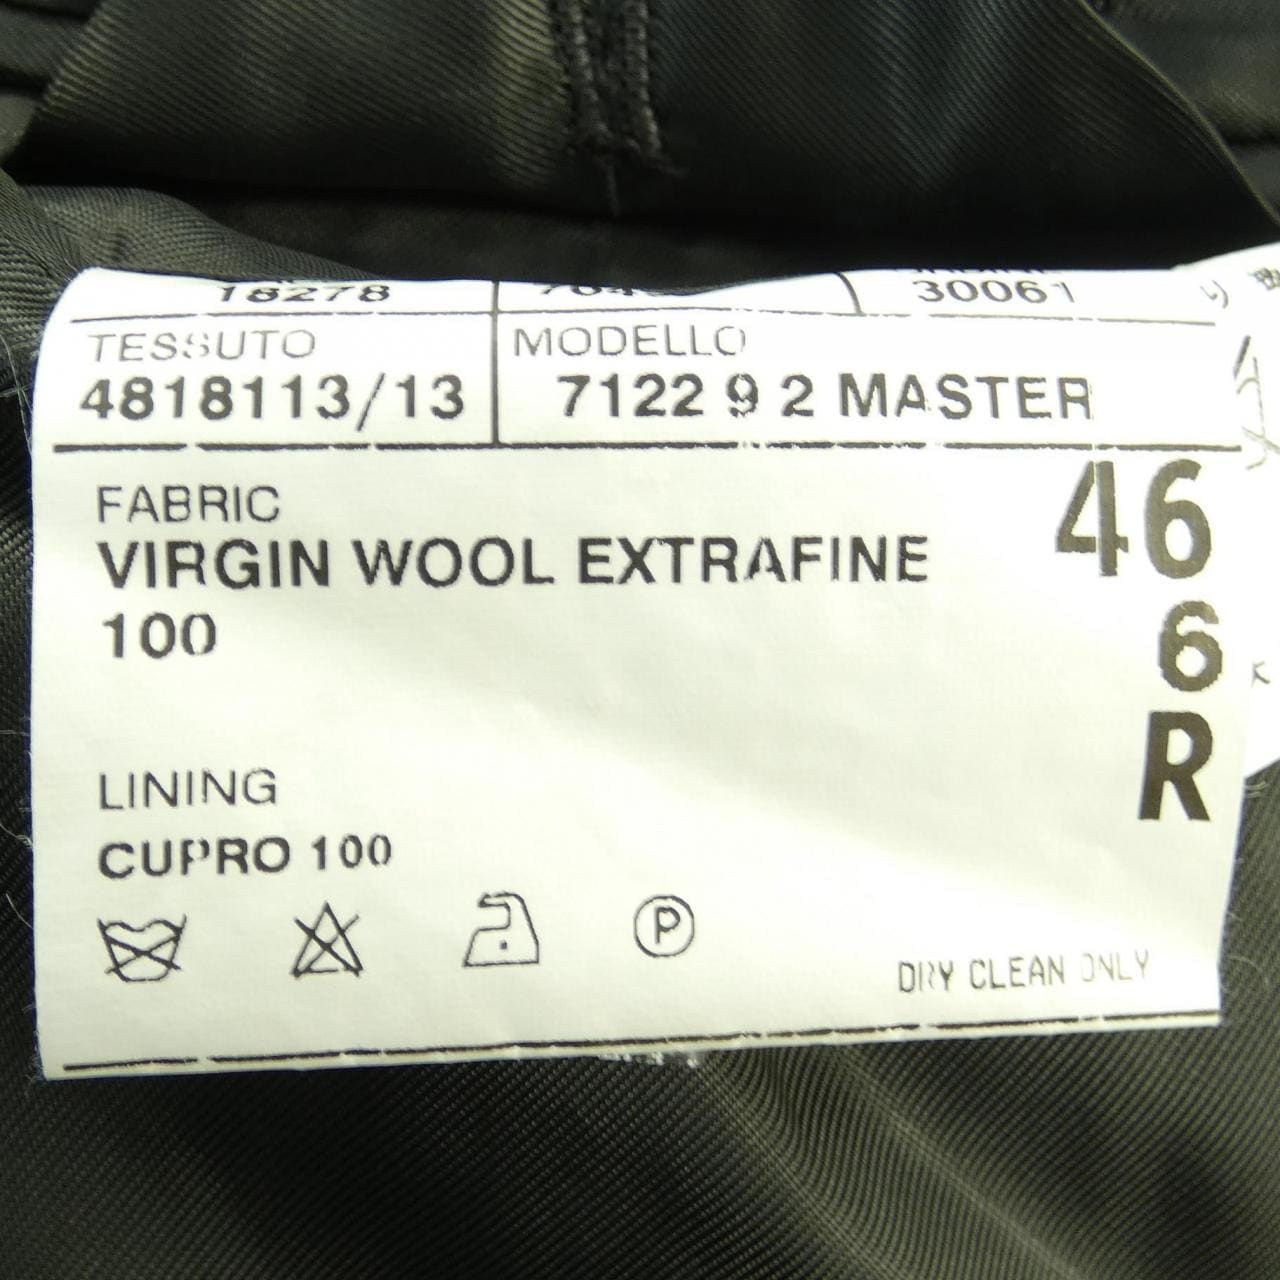 18278 30061
TESSUTO MODELLO
4818113/13 7122 9 2 MASTER
46
FABRIC
VIRGIN WOOL EXTRAFINE
100
6
R
LINING
CUPRO 100
P
DRY CLEAN ONLY